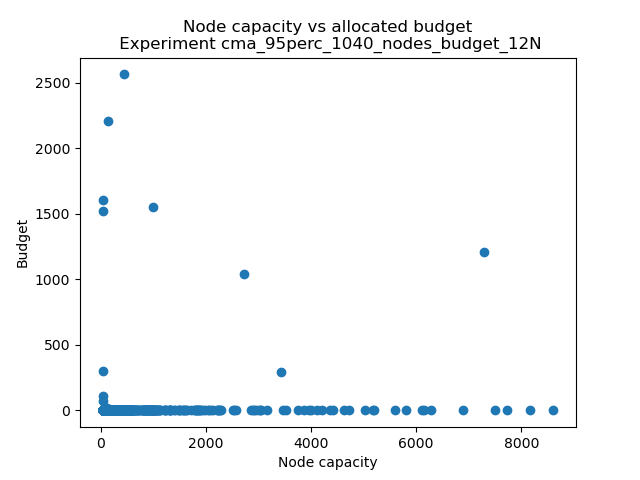 Node capacity vs allocated budget
Experiment cma_95perc_1040_nodes_budget_12N
2500
2000
1500
1000
500
0
Budget
0 2000 4000 6000 8000
Node capacity